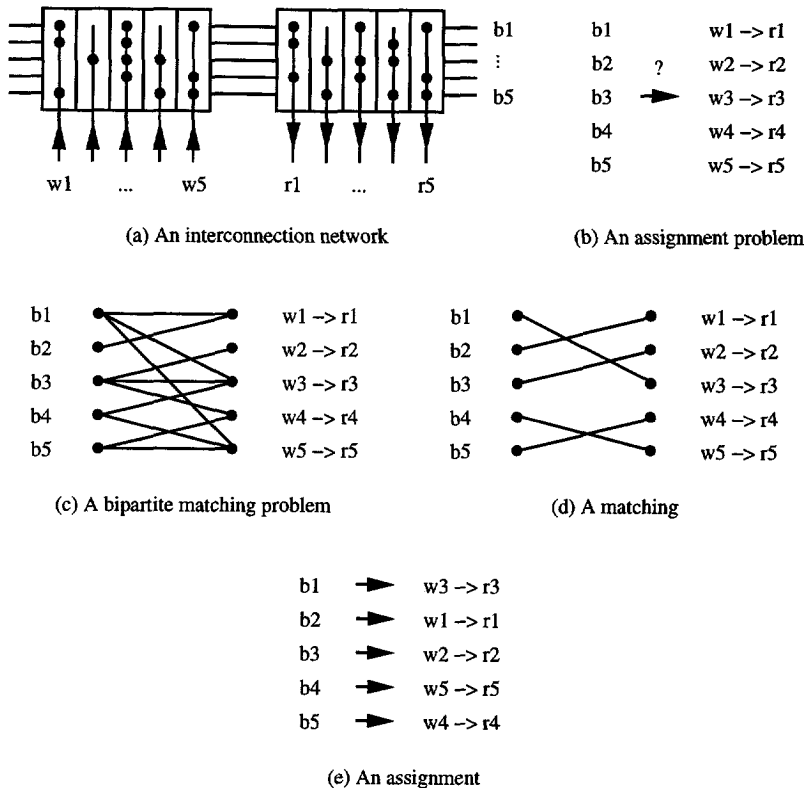 b1
⋮
b5
w1 ... w5
r1 ... r5
(a) An interconnection network
b1 w1 -> r1
b2 ? w2 -> r2
b3 w3 -> r3
b4 w4 -> r4
b5 w5 -> r5
(b) An assignment problem
b1 w1 -> r1
b2 w2 -> r2
b3 w3 -> r3
b4 w4 -> r4
b5 w5 -> r5
(c) A bipartite matching problem
b1 w1 -> r1
b2 w2 -> r2
b3 w3 -> r3
b4 w4 -> r4
b5 w5 -> r5
(d) A matching
b1 w3 -> r3
b2 w1 -> r1
b3 w2 -> r2
b4 w5 -> r5
b5 w4 -> r4
(e) An assignment